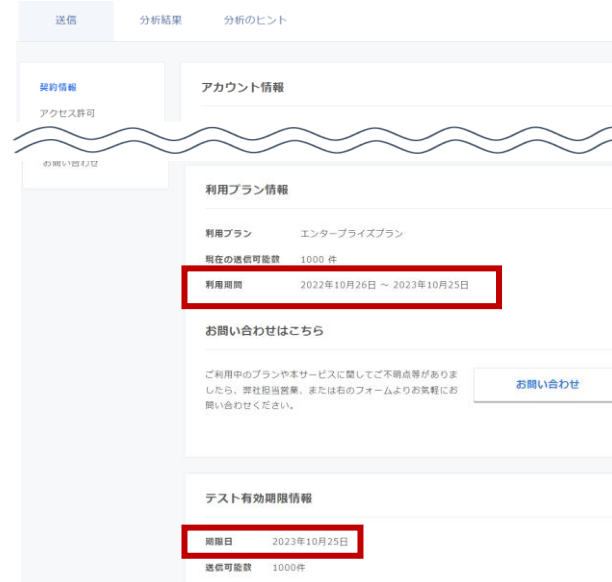 送信 分析結果 分析のヒント
契約情報
アクセス許可
お問い合わせ
アカウント情報
利用プラン情報
利用プラン エンタープライズプラン
現在の送信可能数 1000 件
利用期間 2022年10月26日 ～ 2023年10月25日
お問い合わせはこちら
ご利用中のプランや本サービスに関してご不明点等がありま
したら、弊社担当営業、または右のフォームよりお気軽にお
問い合わせください。
お問い合わせ
テスト有効期限情報
期限日 2023年10月25日
送信可能数 1000件